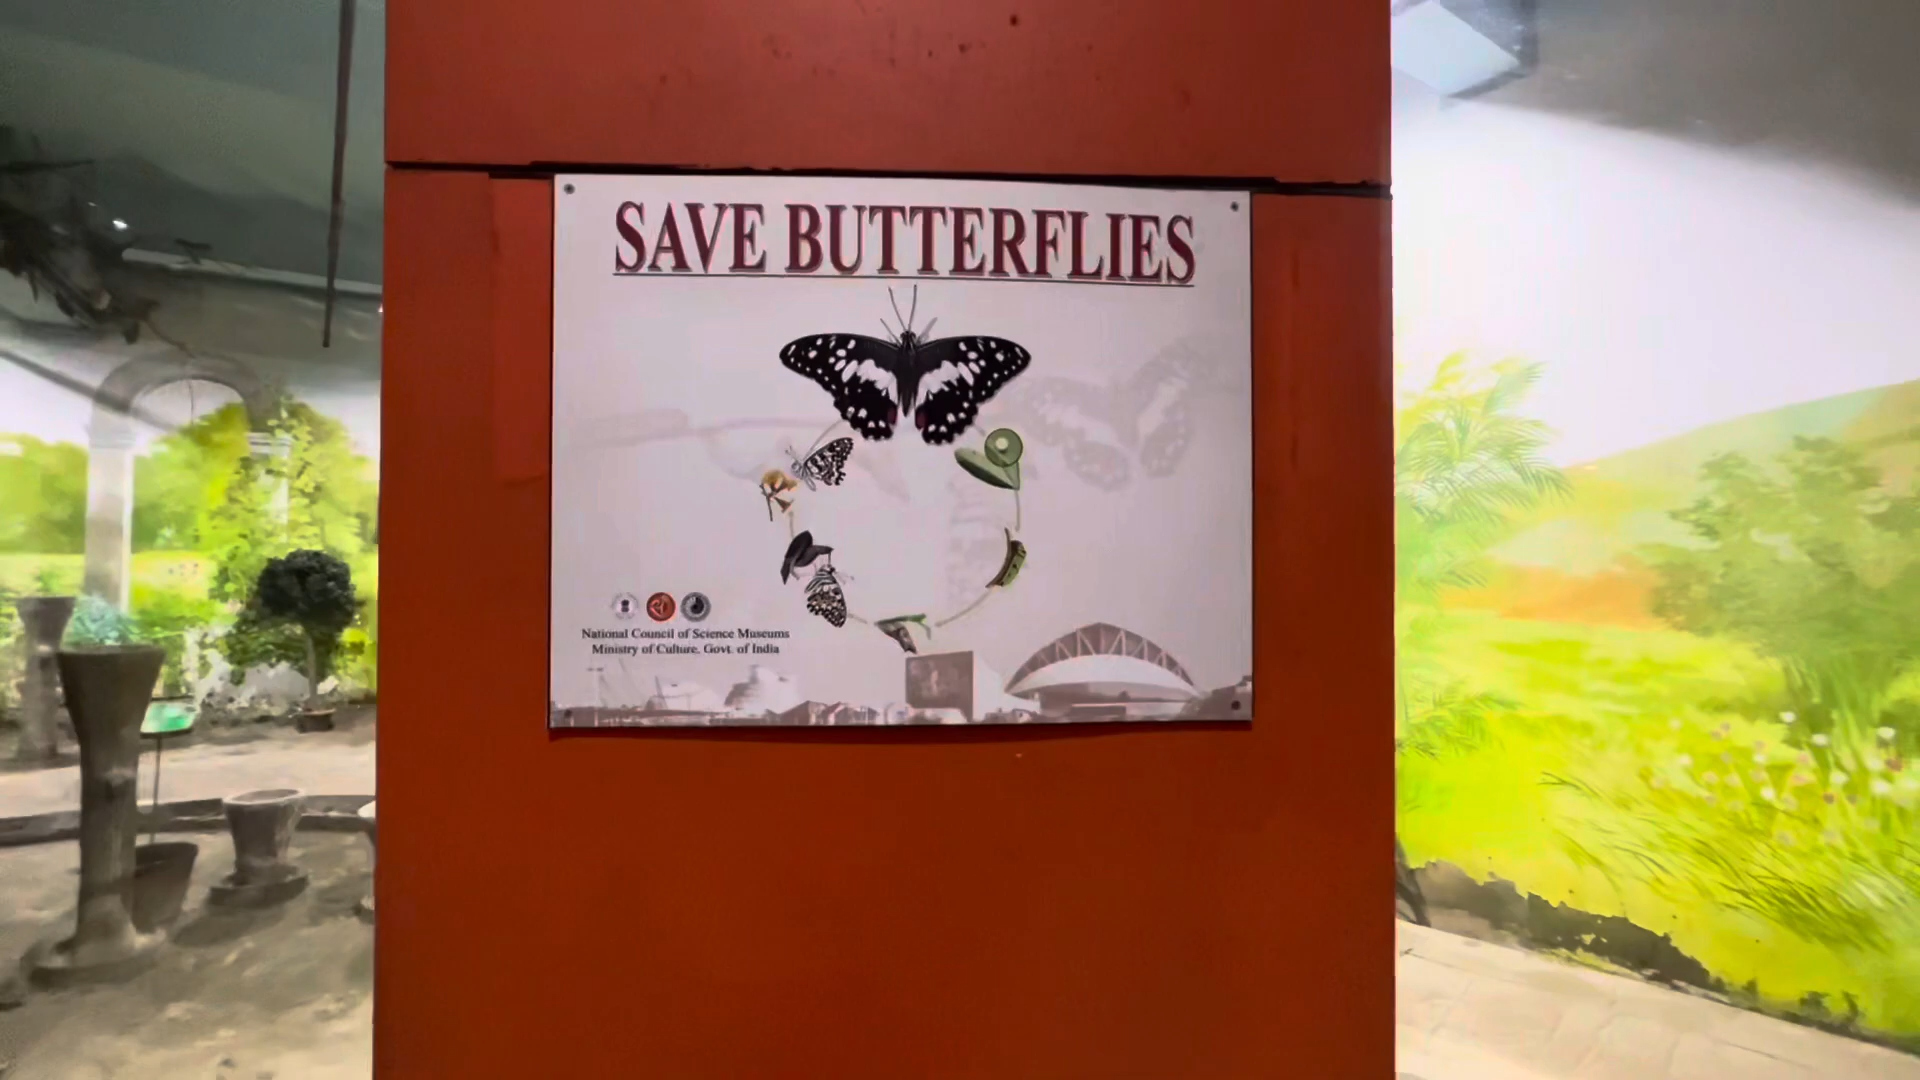 SAVE BUTTERFLIES
National Council of Science Museums
Ministry of Culture, Govt. of India